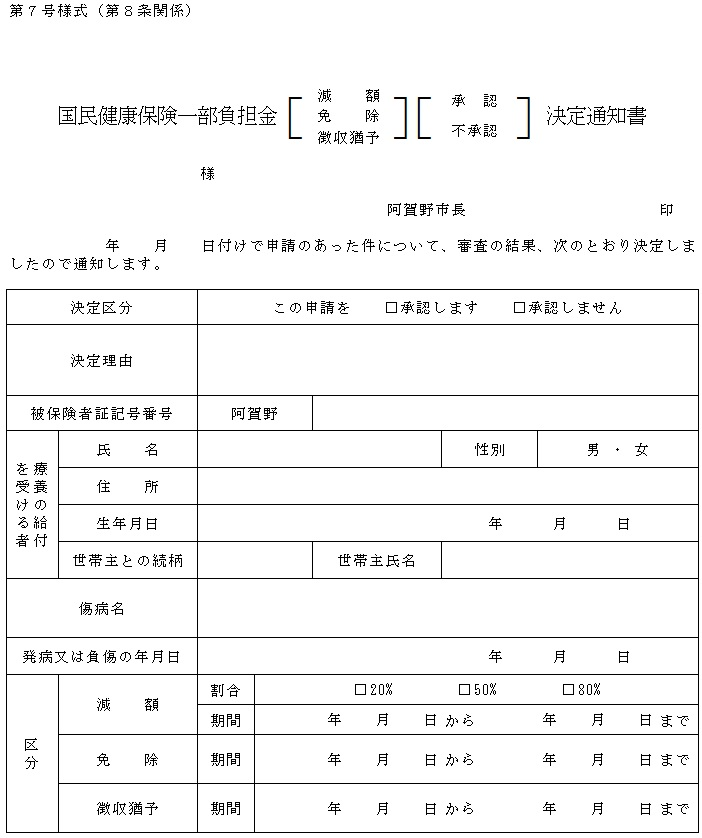 第７号様式（第８条関係）
国民健康保険一部負担金［減　額　免　除　徴収猶予］［承　認　不承認］決定通知書
様
阿賀野市長　　　　　　印
年　　月　　日付けで申請のあった件について、審査の結果、次のとおり決定しま
したので通知します。
決定区分　この申請を　□承認します　□承認しません
決定理由
被保険者証記号番号　阿賀野
療養の給付を受ける者
氏　　名　性別　男 ・ 女
住　　所
生年月日　年　　月　　日
世帯主との続柄　世帯主氏名
傷病名
発病又は負傷の年月日　年　　月　　日
区分
減　　額　割合　□20%　□50%　□80%
期間　年　　月　　日 から　年　　月　　日 まで
免　　除　期間　年　　月　　日 から　年　　月　　日 まで
徴収猶予　期間　年　　月　　日 から　年　　月　　日 まで